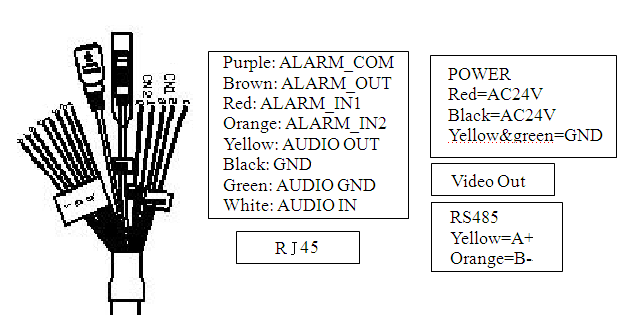 Purple: ALARM_COM
Brown: ALARM_OUT
Red: ALARM_IN1
Orange: ALARM_IN2
Yellow: AUDIO OUT
Black: GND
Green: AUDIO GND
White: AUDIO IN
R J 45
POWER
Red=AC24V
Black=AC24V
Yellow&green=GND
Video Out
RS485
Yellow=A+
Orange=B-